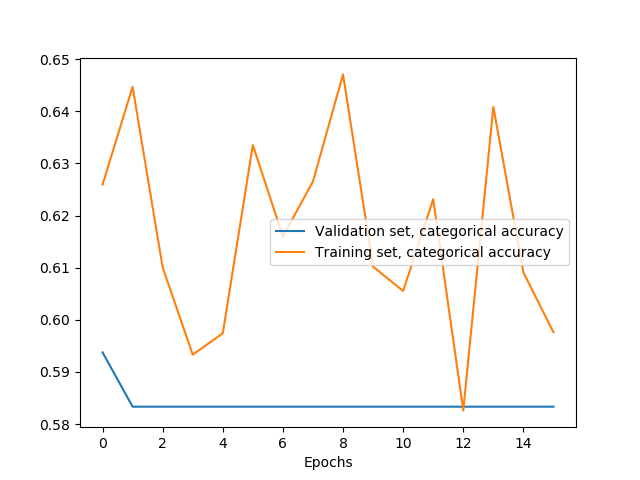 0.65
0.64
0.63
0.62
0.61
0.60
0.59
0.58
Validation set, categorical accuracy
Training set, categorical accuracy
0 2 4 6 8 10 12 14
Epochs